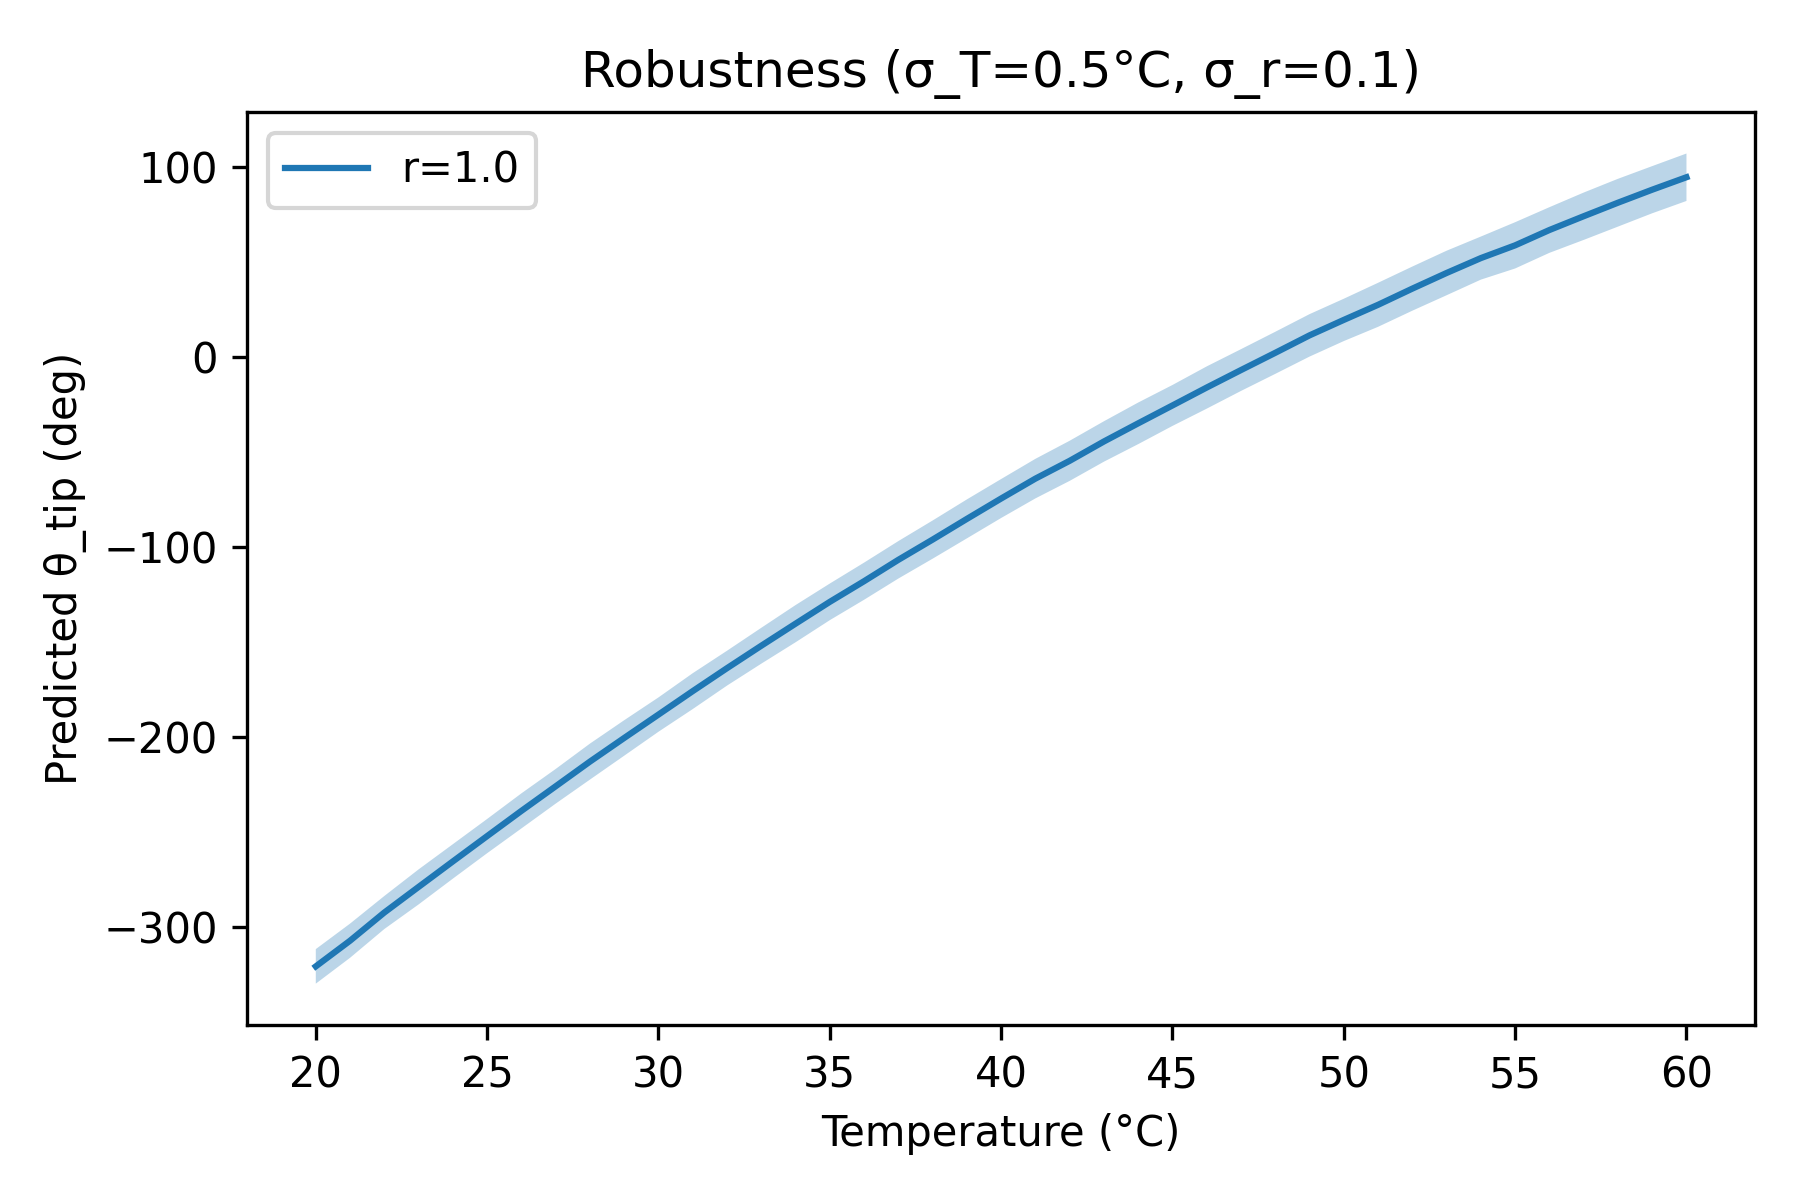 Robustness (σ_T=0.5°C, σ_r=0.1)
r=1.0
Predicted θ_tip (deg)
100
0
−100
−200
−300
20 25 30 35 40 45 50 55 60
Temperature (°C)